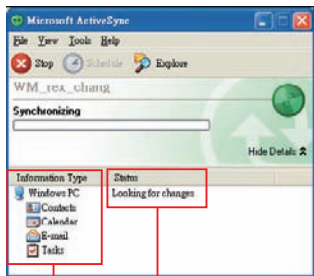 Microsoft ActiveSync
File View Tools Help
Stop Schedule Explore
WM_rex_chang
Synchronizing
Hide Details
Information Type Status
Windows PC Looking for changes
Contacts
Calendar
E-mail
Tasks